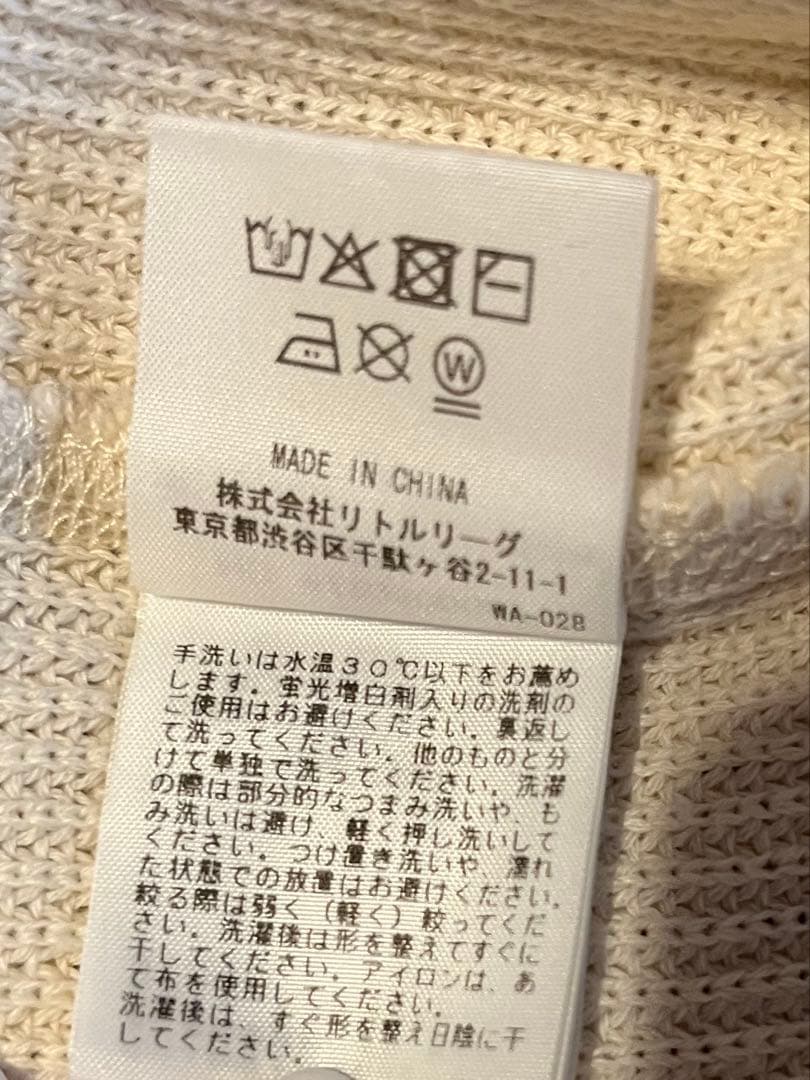 W
MADE IN CHINA
株式会社リトルリーグ
東京都渋谷区千駄ヶ谷2-11-1
WA-028
手洗いは水温30℃以下をお薦め
します。蛍光増白剤入りの洗剤の
ご使用はお避けください。裏返し
て洗ってください。他のものと分
けて単独で洗ってください。洗濯
の際は部分的なつまみ洗いや、も
み洗いは避け、軽く押し洗いして
ください。つけ置き洗いや、濡れ
た状態での放置はお避けください。
絞る際は弱く（軽く）絞ってくだ
さい。洗濯後は形を整えてすぐに
干してください。アイロンは、あ
て布を使用してください。
洗濯後は、すぐ形を整え日陰に干
してください。